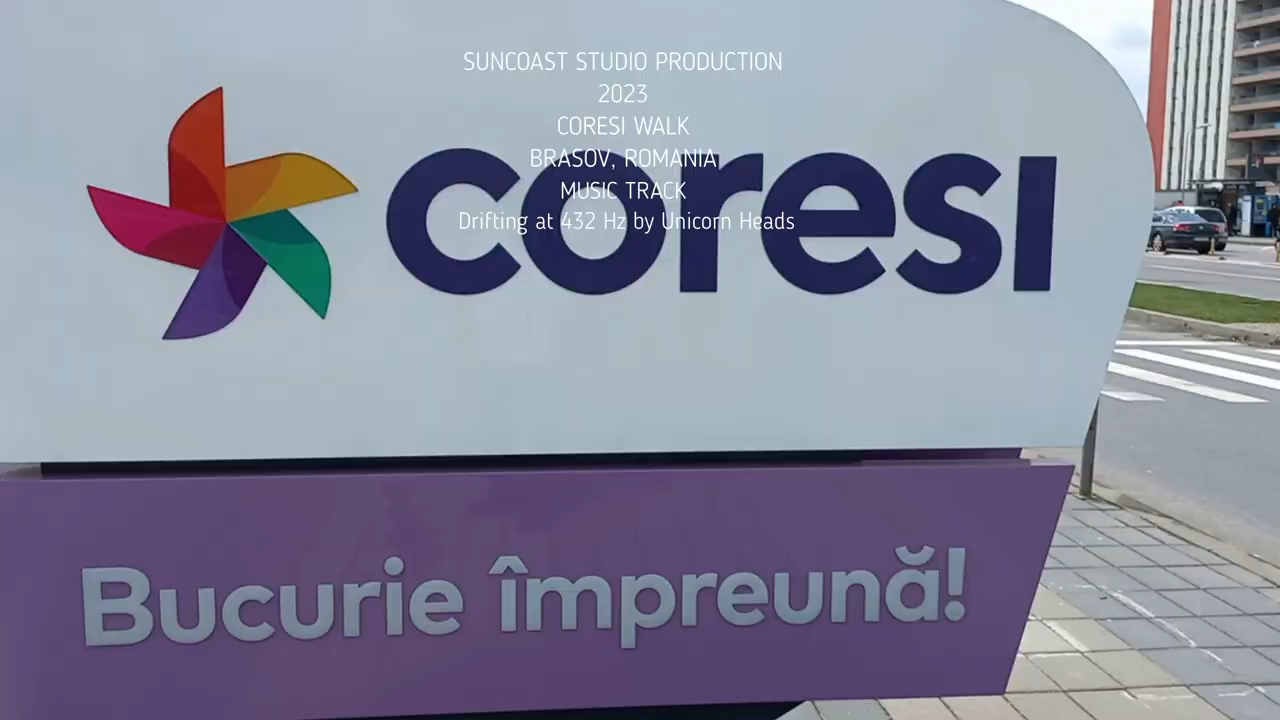 SUNCOAST STUDIO PRODUCTION
2023
CORESI WALK
BRASOV, ROMANIA
MUSIC TRACK
Drifting at 432 Hz by Unicorn Heads
coresi
Bucurie împreună!